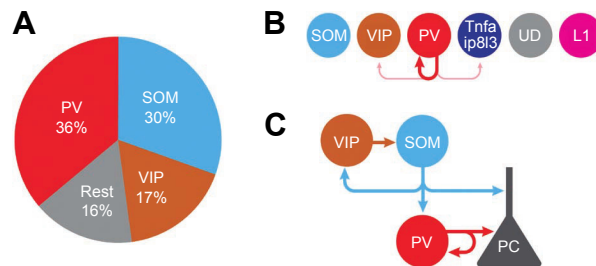 A
PV
36%
SOM
30%
VIP
17%
Rest
16%
B
SOM
VIP
PV
Tnfa
ip8l3
UD
L1
C
VIP
SOM
PV
PC